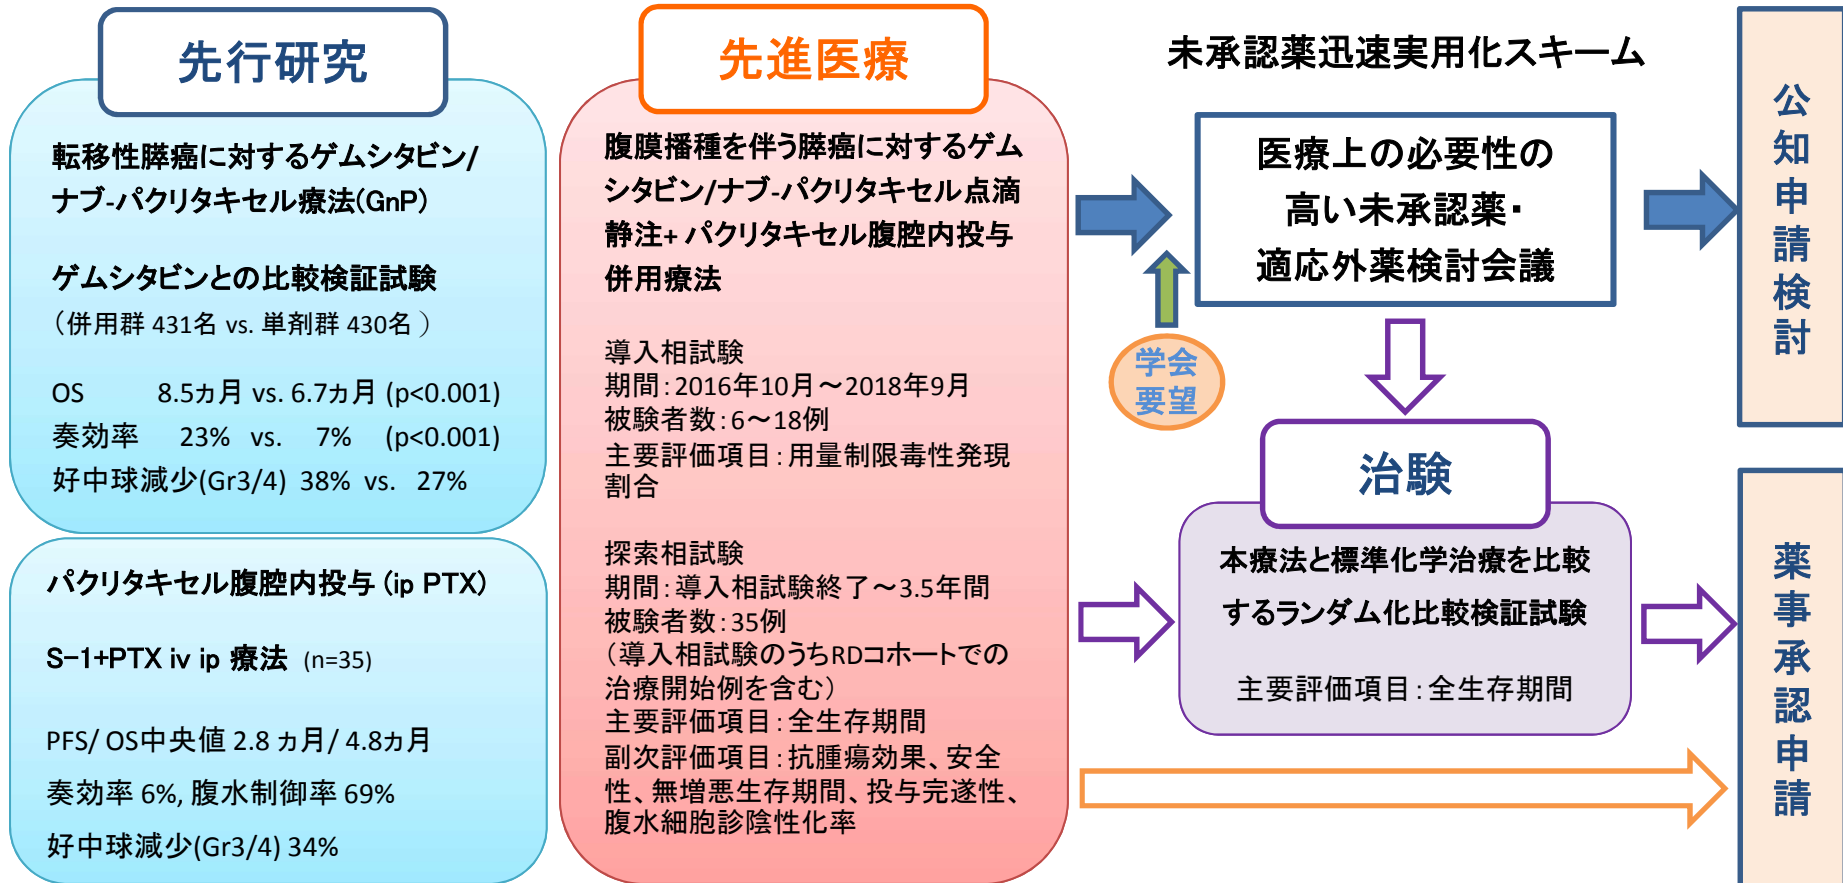 先行研究
転移性膵癌に対するゲムシタビン/
ナブ-パクリタキセル療法(GnP)
ゲムシタビンとの比較検証試験
（併用群 431名 vs. 単剤群 430名 ）
OS 8.5ヵ月 vs. 6.7ヵ月 (p<0.001)
奏効率 23% vs. 7% (p<0.001)
好中球減少(Gr3/4) 38% vs. 27%
パクリタキセル腹腔内投与 (ip PTX)
S-1+PTX iv ip 療法 (n=35)
PFS/ OS中央値 2.8 ヵ月/ 4.8ヵ月
奏効率 6%, 腹水制御率 69%
好中球減少(Gr3/4) 34%
先進医療
腹膜播種を伴う膵癌に対するゲム
シタビン/ナブ-パクリタキセル点滴
静注+ パクリタキセル腹腔内投与
併用療法
導入相試験
期間：2016年10月～2018年9月
被験者数：6～18例
主要評価項目：用量制限毒性発現
割合
探索相試験
期間：導入相試験終了～3.5年間
被験者数：35例
（導入相試験のうちRDコホートでの
治療開始例を含む）
主要評価項目：全生存期間
副次評価項目：抗腫瘍効果、安全
性、無増悪生存期間、投与完遂性、
腹水細胞診陰性化率
未承認薬迅速実用化スキーム
医療上の必要性の
高い未承認薬・
適応外薬検討会議
学会
要望
治験
本療法と標準化学治療を比較
するランダム化比較検証試験
主要評価項目：全生存期間
公知申請検討
薬事承認申請